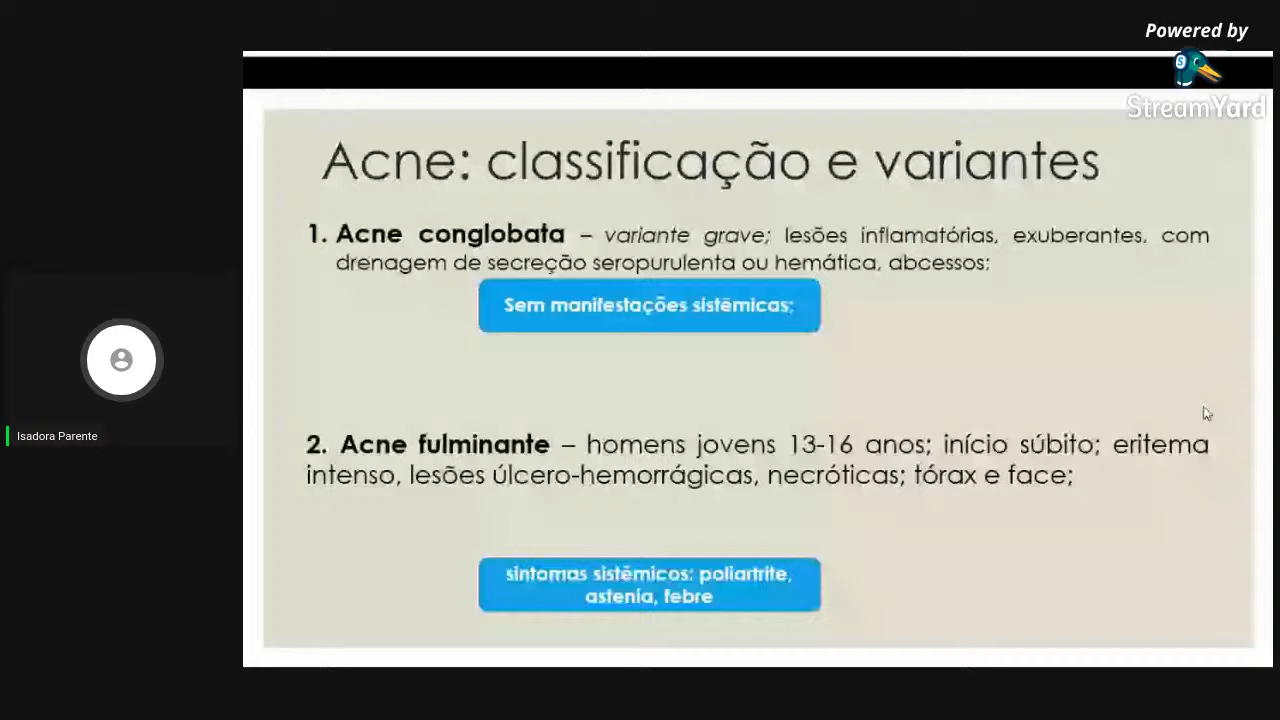 Powered by
StreamYard
Acne: classificação e variantes
1. Acne conglobata – variante grave; lesões inflamatórias, exuberantes, com
drenagem de secreção seropurulenta ou hemática, abcessos;
Sem manifestações sistêmicas;
2. Acne fulminante – homens jovens 13-16 anos; início súbito; eritema
intenso, lesões úlcero-hemorrágicas, necróticas; tórax e face;
sintomas sistêmicos: poliartrite,
astenia, febre
Isadora Parente